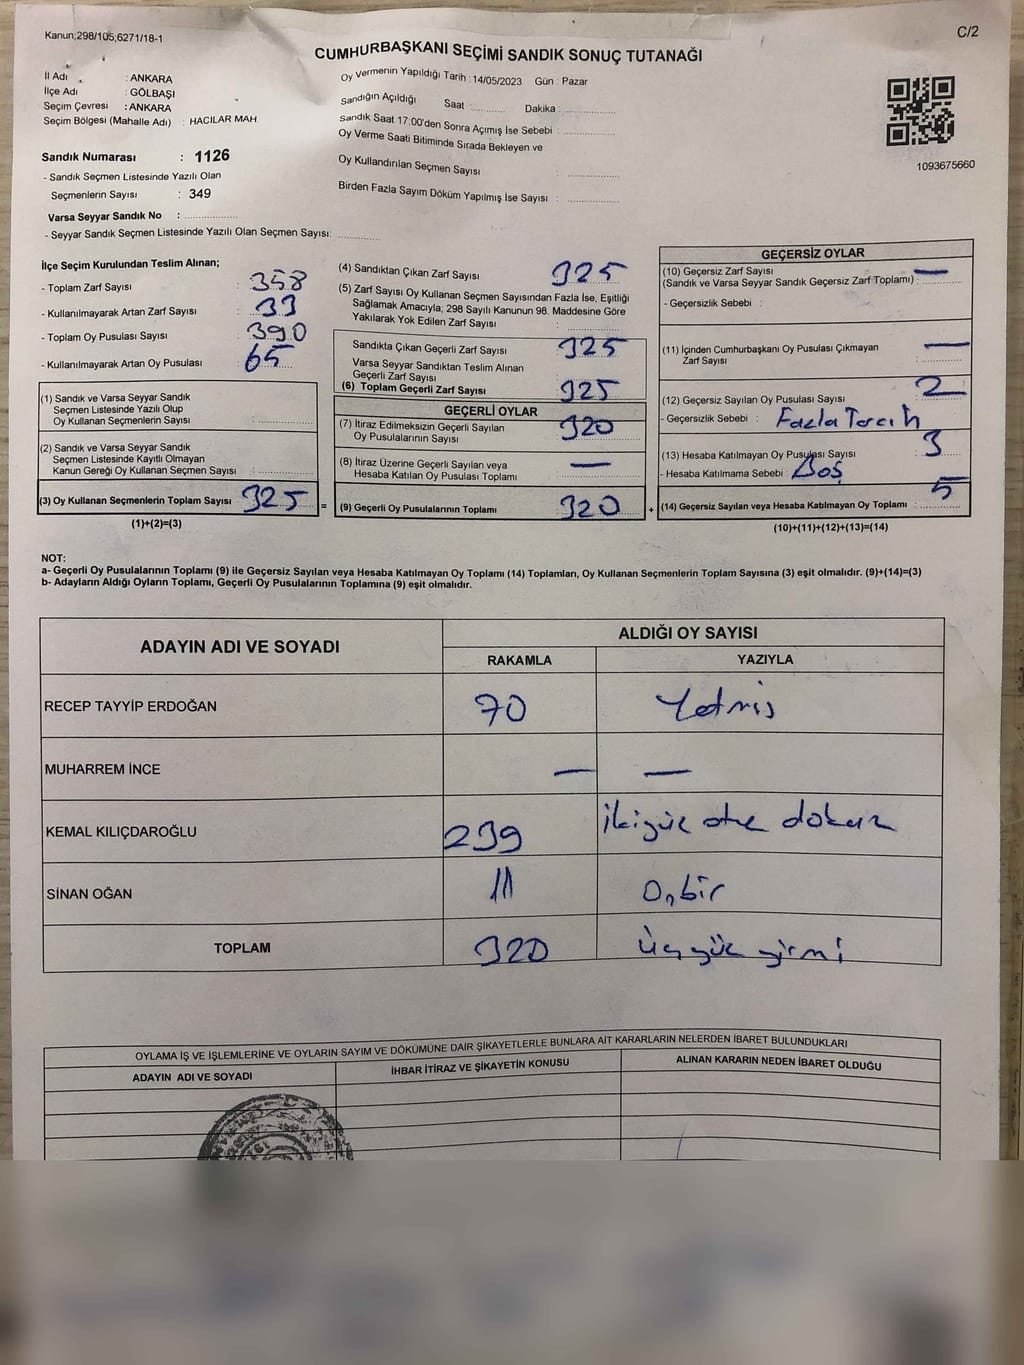 Kanun;298/105,6271/18-1
C/2
CUMHURBAŞKANI SEÇİMİ SANDIK SONUÇ TUTANAĞI
İl Adı : ANKARA
İlçe Adı : GÖLBAŞI
Seçim Çevresi : ANKARA
Seçim Bölgesi (Mahalle Adı) : HACILAR MAH.
Sandık Numarası : 1126
- Sandık Seçmen Listesinde Yazılı Olan
Seçmenlerin Sayısı : 349
Varsa Seyyar Sandık No :
- Seyyar Sandık Seçmen Listesinde Yazılı Olan Seçmen Sayısı:
Oy Vermenin Yapıldığı Tarih : 14/05/2023 Gün : Pazar
Sandığın Açıldığı Saat : Dakika :
Sandık Saat 17:00'den Sonra Açımış İse Sebebi :
Oy Verme Saati Bitiminde Sırada Bekleyen ve
Oy Kullandırılan Seçmen Sayısı :
Birden Fazla Sayım Döküm Yapılmış İse Sayısı :
1093675660
İlçe Seçim Kurulundan Teslim Alınan;
- Toplam Zarf Sayısı : 358
- Kullanılmayarak Artan Zarf Sayısı : 33
- Toplam Oy Pusulası Sayısı : 390
- Kullanılmayarak Artan Oy Pusulası : 65
(1) Sandık ve Varsa Seyyar Sandık
Seçmen Listesinde Yazılı Olup
Oy Kullanan Seçmenlerin Sayısı :
(2) Sandık ve Varsa Seyyar Sandık
Seçmen Listesinde Kayıtlı Olmayan
Kanun Gereği Oy Kullanan Seçmen Sayısı :
(3) Oy Kullanan Seçmenlerin Toplam Sayısı : 325 =
(1)+(2)=(3)
(4) Sandıktan Çıkan Zarf Sayısı : 325
(5) Zarf Sayısı Oy Kullanan Seçmen Sayısından Fazla İse, Eşitliği
Sağlamak Amacıyla; 298 Sayılı Kanunun 98. Maddesine Göre
Yakılarak Yok Edilen Zarf Sayısı :
Sandıkta Çıkan Geçerli Zarf Sayısı : 325
Varsa Seyyar Sandıktan Teslim Alınan
Geçerli Zarf Sayısı :
(6) Toplam Geçerli Zarf Sayısı : 325
GEÇERLİ OYLAR
(7) İtiraz Edilmeksizin Geçerli Sayılan
Oy Pusulalarının Sayısı : 320
(8) İtiraz Üzerine Geçerli Sayılan veya
Hesaba Katılan Oy Pusulası Toplamı : —
(9) Geçerli Oy Pusulalarının Toplamı : 320 +
GEÇERSİZ OYLAR
(10) Geçersiz Zarf Sayısı —
(Sandık ve Varsa Seyyar Sandık Geçersiz Zarf Toplamı) :
- Geçersizlik Sebebi :
(11) İçinden Cumhurbaşkanı Oy Pusulası Çıkmayan —
Zarf Sayısı :
(12) Geçersiz Sayılan Oy Pusulası Sayısı : 2
- Geçersizlik Sebebi : Fazla Tercih
(13) Hesaba Katılmayan Oy Pusulası Sayısı : 3
- Hesaba Katılmama Sebebi : Boş
(14) Geçersiz Sayılan veya Hesaba Katılmayan Oy Toplamı : 5
(10)+(11)+(12)+(13)=(14)
NOT:
a- Geçerli Oy Pusulalarının Toplamı (9) ile Geçersiz Sayılan veya Hesaba Katılmayan Oy Toplamı (14) Toplamları, Oy Kullanan Seçmenlerin Toplam Sayısına (3) eşit olmalıdır. (9)+(14)=(3)
b- Adayların Aldığı Oyların Toplamı, Geçerli Oy Pusulalarının Toplamına (9) eşit olmalıdır.
ADAYIN ADI VE SOYADI
ALDIĞI OY SAYISI
RAKAMLA YAZIYLA
RECEP TAYYİP ERDOĞAN 70 Yetmiş
MUHARREM İNCE — —
KEMAL KILIÇDAROĞLU 239 ikiyüz otuz dokuz
SİNAN OĞAN 11 Onbir
TOPLAM 320 Üçyüz yirmi
OYLAMA İŞ VE İŞLEMLERİNE VE OYLARIN SAYIM VE DÖKÜMÜNE DAİR ŞİKAYETLERLE BUNLARA AİT KARARLARIN NELERDEN İBARET BULUNDUKLARI
ADAYIN ADI VE SOYADI İHBAR İTİRAZ VE ŞİKAYETİN KONUSU ALINAN KARARIN NEDEN İBARET OLDUĞU